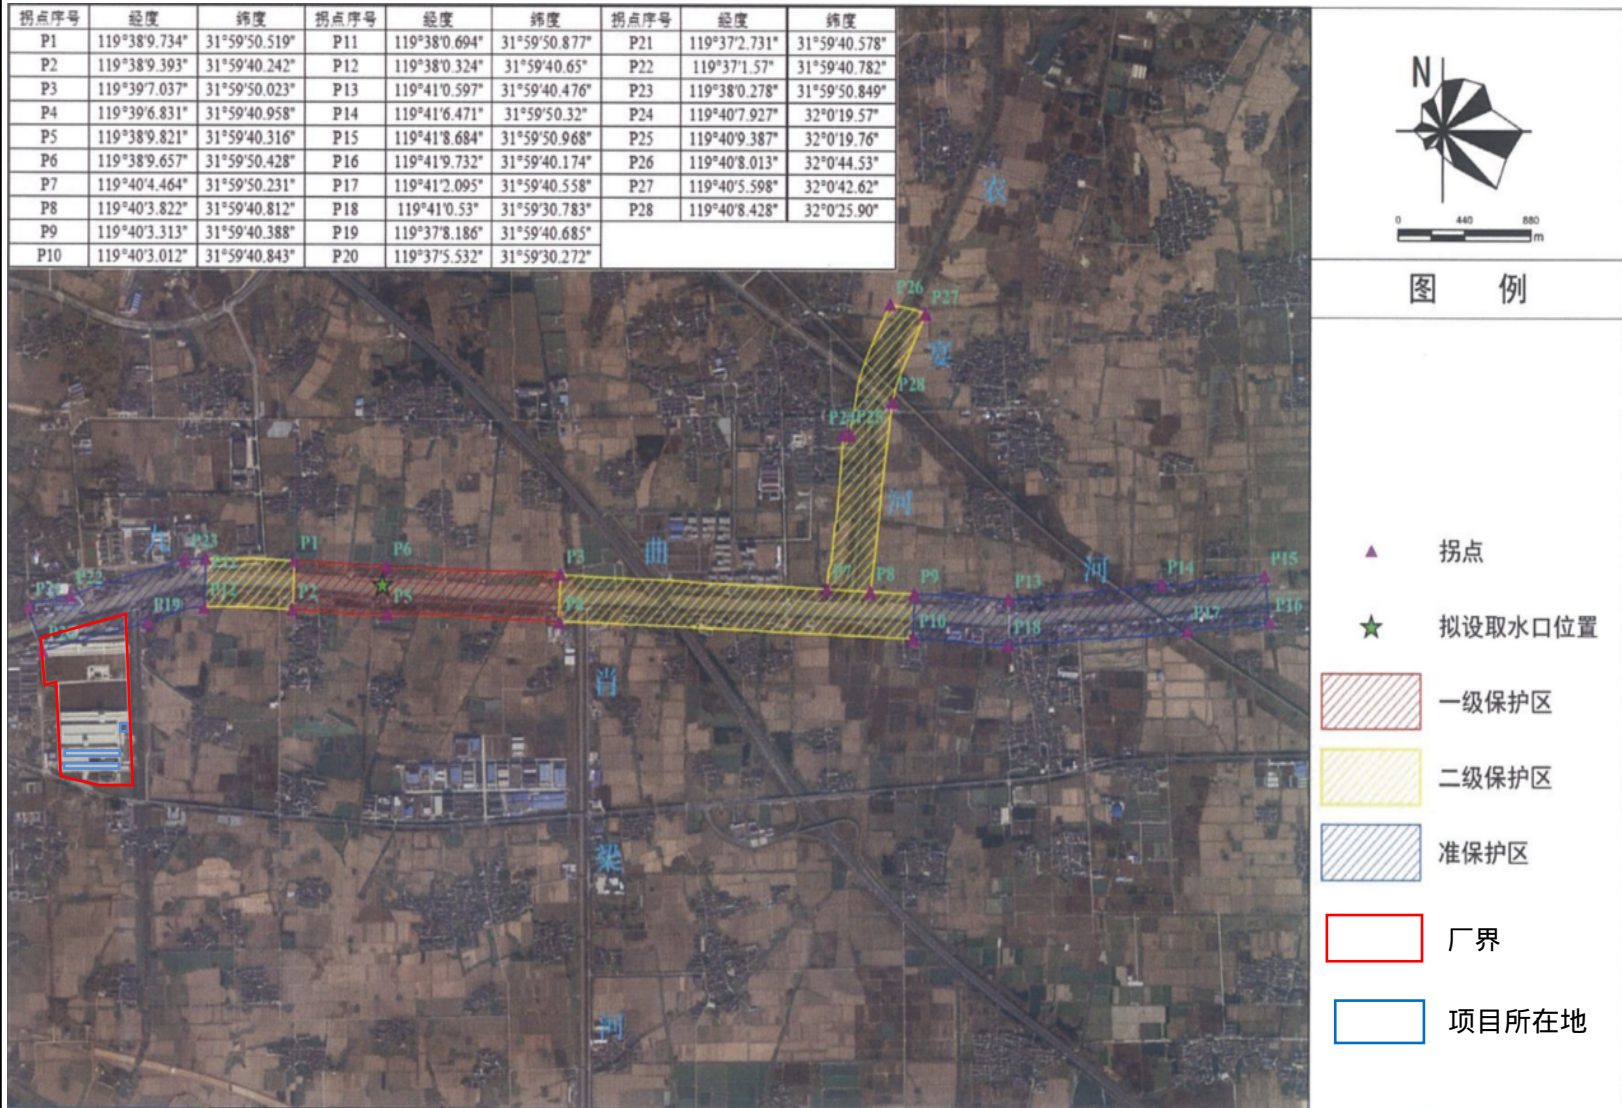 拐点序号 经度 纬度 拐点序号 经度 纬度 拐点序号 经度 纬度
P1 119°38'9.734" 31°59'50.519" P11 119°38'0.694" 31°59'50.877" P21 119°37'2.731" 31°59'40.578"
P2 119°38'9.393" 31°59'40.242" P12 119°38'0.324" 31°59'40.65" P22 119°37'1.57" 31°59'40.782"
P3 119°39'7.037" 31°59'50.023" P13 119°41'0.597" 31°59'40.476" P23 119°38'0.278" 31°59'50.849"
P4 119°39'6.831" 31°59'40.958" P14 119°41'6.471" 31°59'50.32" P24 119°40'7.927" 32°0'19.57"
P5 119°38'9.821" 31°59'40.316" P15 119°41'8.684" 31°59'50.968" P25 119°40'9.387" 32°0'19.76"
P6 119°38'9.657" 31°59'50.428" P16 119°41'9.732" 31°59'40.174" P26 119°40'8.013" 32°0'44.53"
P7 119°40'4.464" 31°59'50.231" P17 119°41'2.095" 31°59'40.558" P27 119°40'5.598" 32°0'42.62"
P8 119°40'3.822" 31°59'40.812" P18 119°41'0.53" 31°59'30.783" P28 119°40'8.428" 32°0'25.90"
P9 119°40'3.313" 31°59'40.388" P19 119°37'8.186" 31°59'40.685"
P10 119°40'3.012" 31°59'40.843" P20 119°37'5.532" 31°59'30.272"
N
0 440 880
m
图 例
农
P26
P27
宴
P28
P24 P25
河
九 曲 河
P23
P11
P1
P6
P3
P7
P8
P9
P13
P14
P15
P21
P22
P19
P12
P2
P5
P4
P10
P18
P17
P16
P20
肖
梁
河
拐点
拟设取水口位置
一级保护区
二级保护区
准保护区
厂界
项目所在地